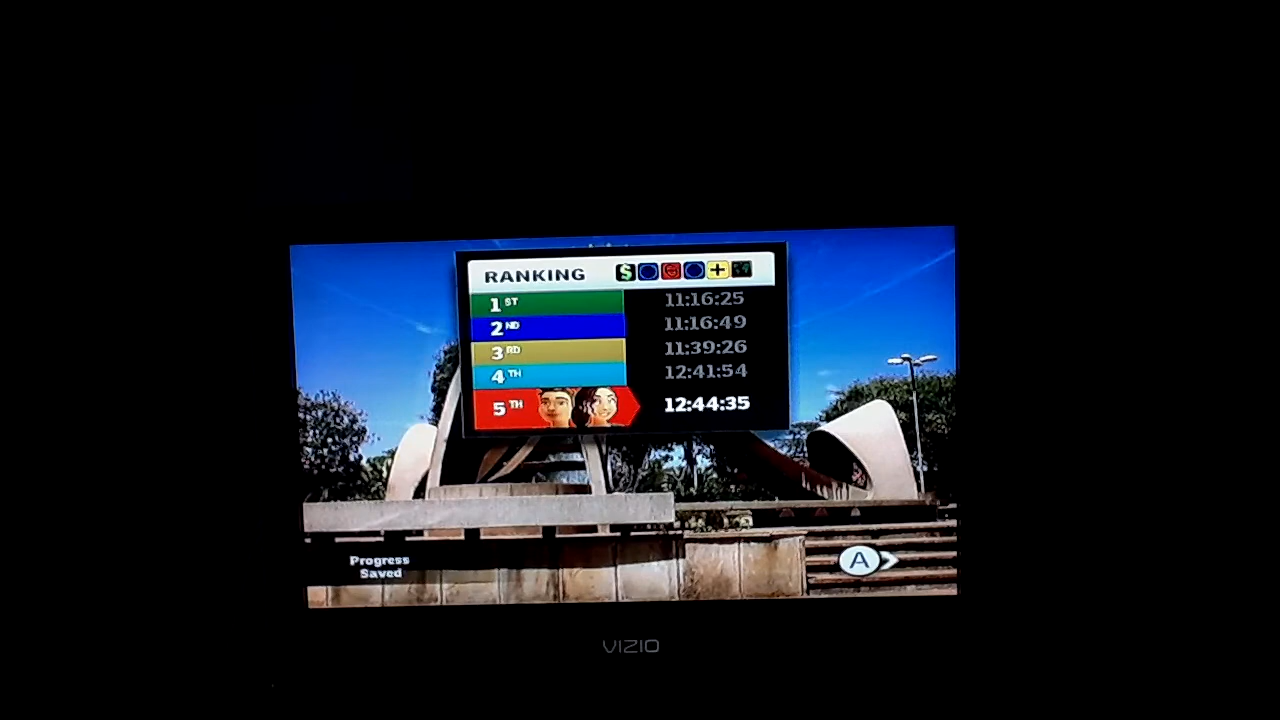 RANKING $ +
1ST 11:16:25
2ND 11:16:49
3RD 11:39:26
4TH 12:41:54
5TH 12:44:35
Progress
Saved
A
VIZIO